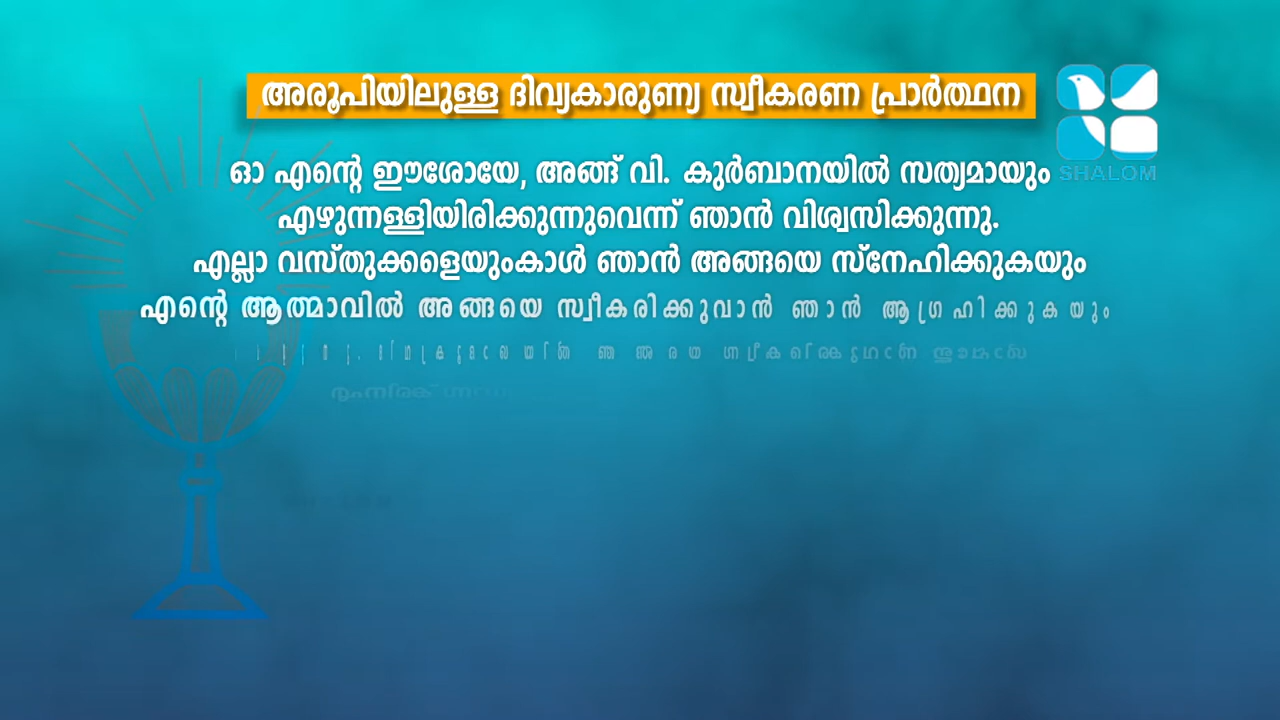 അരൂപിയിലുള്ള ദിവ്യകാരുണ്യ സ്വീകരണ പ്രാർത്ഥന
SHALOM
ഓ എന്റെ ഈശോയേ, അങ്ങ് വി. കുർബാനയിൽ സത്യമായും
എഴുന്നള്ളിയിരിക്കുന്നുവെന്ന് ഞാൻ വിശ്വസിക്കുന്നു.
എല്ലാ വസ്തുക്കളെയുംകാൾ ഞാൻ അങ്ങയെ സ്നേഹിക്കുകയും
എന്റെ ആത്മാവിൽ അങ്ങയെ സ്വീകരിക്കുവാൻ ഞാൻ ആഗ്രഹിക്കുകയും